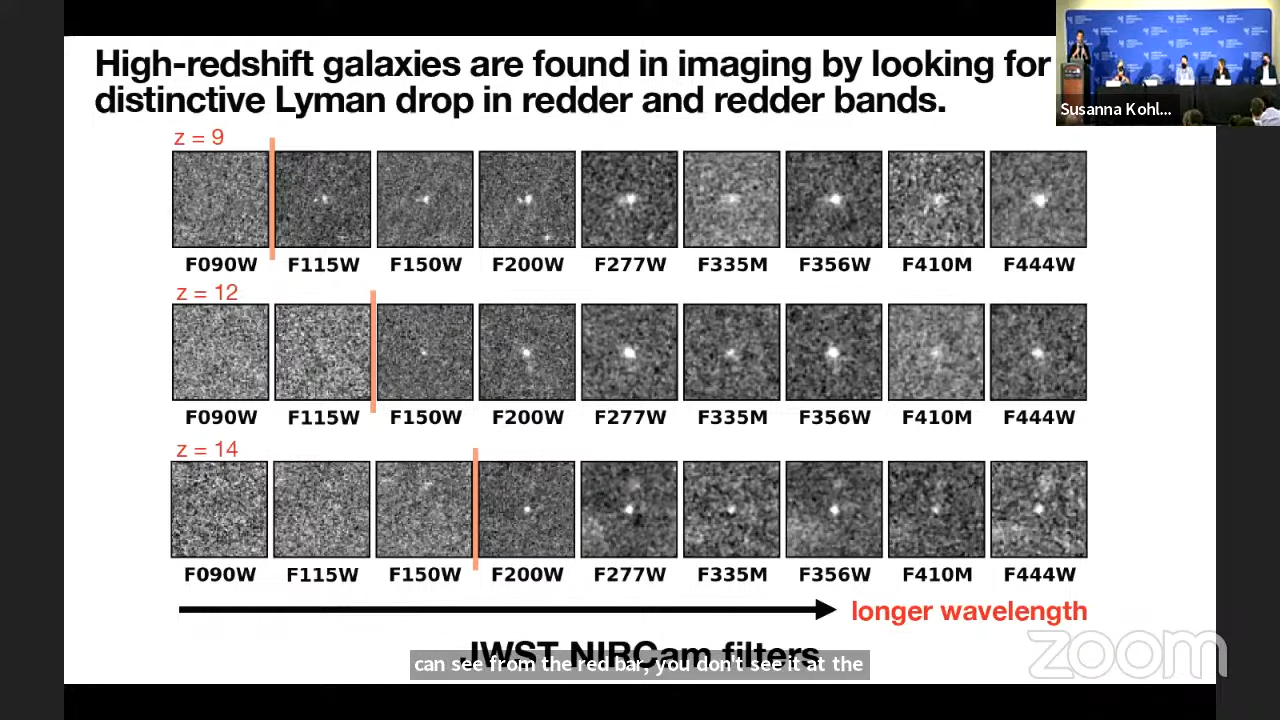 High-redshift galaxies are found in imaging by looking for
distinctive Lyman drop in redder and redder bands.
Susanna Kohl...
z = 9
F090W F115W F150W F200W F277W F335M F356W F410M F444W
z = 12
F090W F115W F150W F200W F277W F335M F356W F410M F444W
z = 14
F090W F115W F150W F200W F277W F335M F356W F410M F444W
longer wavelength
JWST NIRCam filters
can see from the red bar, you don't see it at the
zoom